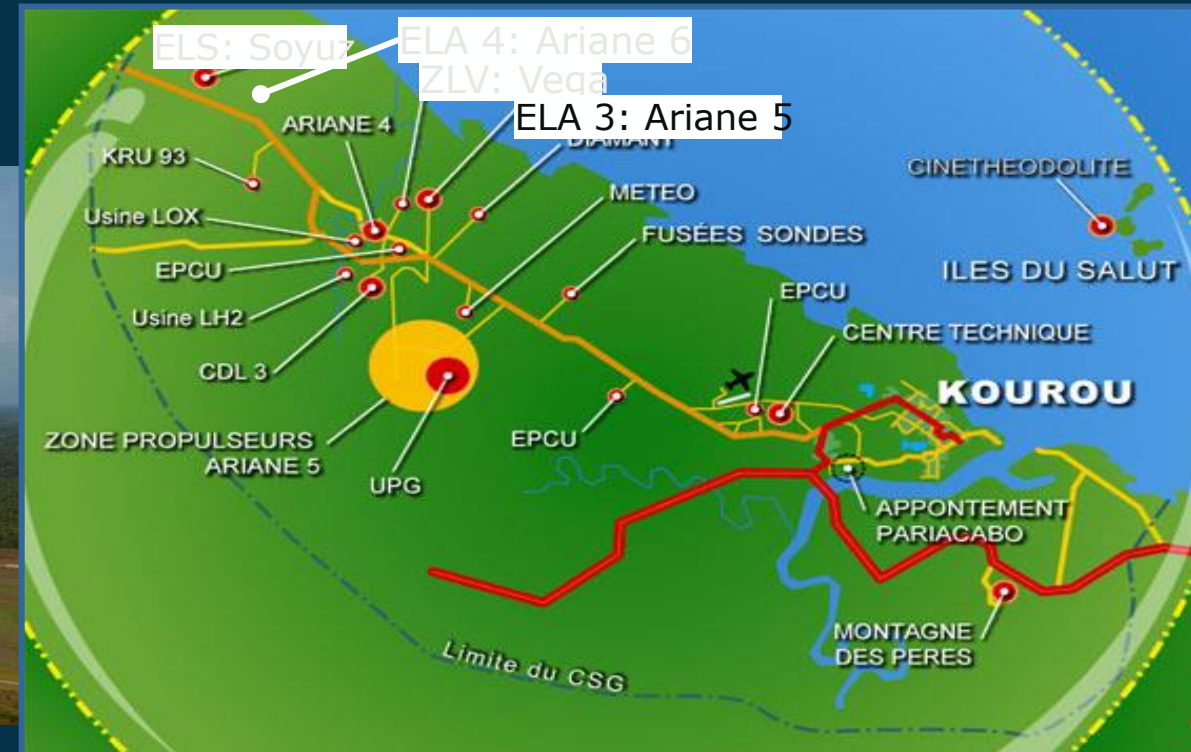 ELS: Soyuz
ELA 4: Ariane 6
ZLV: Vega
ELA 3: Ariane 5
ARIANE 4
DIAMANT
KRU 93
CINETHEODOLITE
METEO
Usine LOX
FUSÉES SONDES
EPCU
ILES DU SALUT
EPCU
Usine LH2
CENTRE TECHNIQUE
CDL 3
KOUROU
ZONE PROPULSEURS
ARIANE 5
EPCU
UPG
APPONTEMENT
PARIACABO
MONTAGNE
DES PERES
Limite du CSG